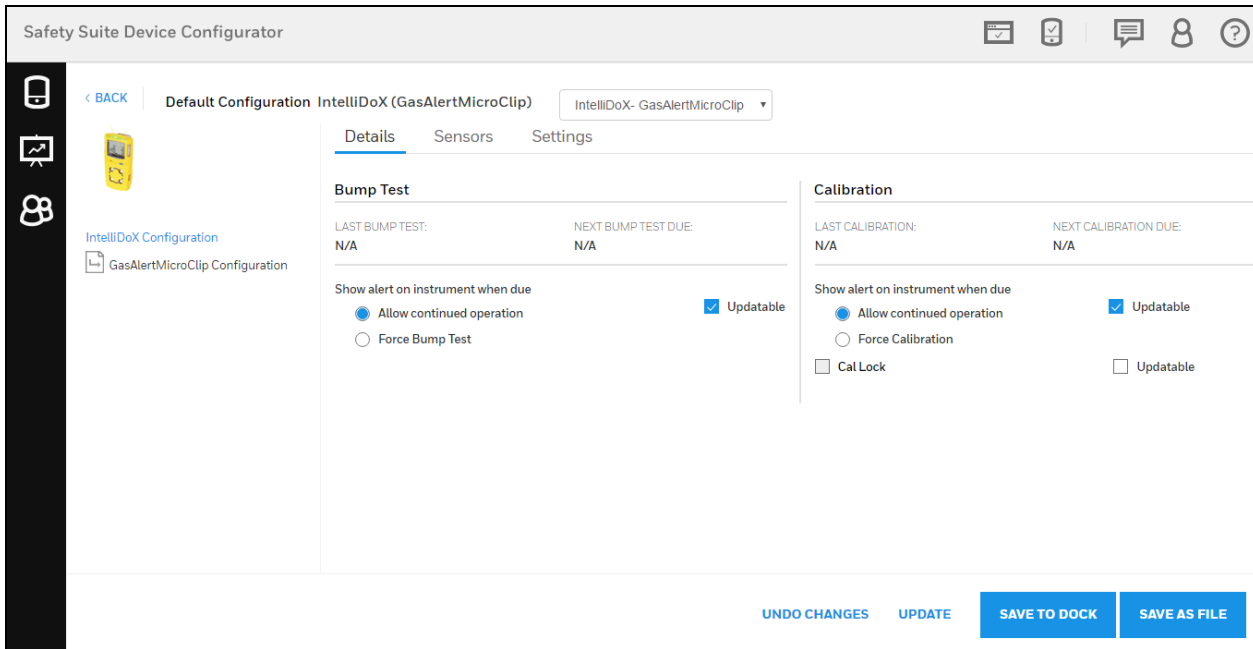 Safety Suite Device Configurator
< BACK
Default Configuration IntelliDoX (GasAlertMicroClip)
IntelliDoX- GasAlertMicroClip
Details Sensors Settings
IntelliDoX Configuration
GasAlertMicroClip Configuration
Bump Test
LAST BUMP TEST: NEXT BUMP TEST DUE:
N/A N/A
Show alert on instrument when due
Allow continued operation
Updatable
Force Bump Test
Calibration
LAST CALIBRATION: NEXT CALIBRATION DUE:
N/A N/A
Show alert on instrument when due
Allow continued operation
Updatable
Force Calibration
Cal Lock Updatable
UNDO CHANGES UPDATE SAVE TO DOCK SAVE AS FILE